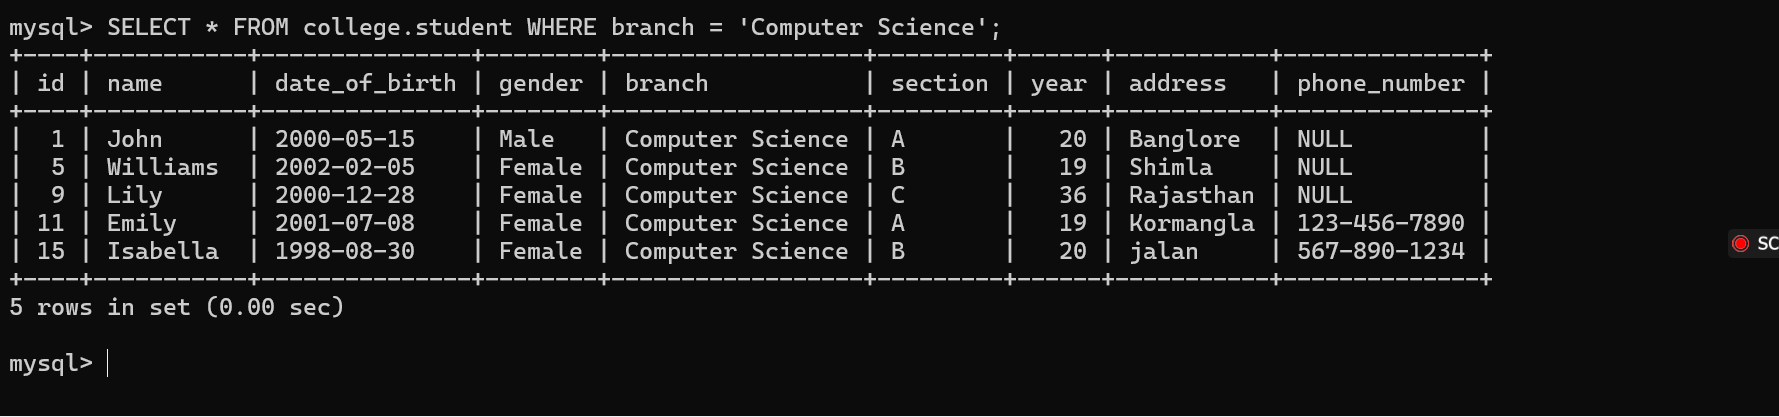 mysql> SELECT * FROM college.student WHERE branch = 'Computer Science';
+----+-----------+---------------+--------+------------------+---------+------+-----------+--------------+
| id | name      | date_of_birth | gender | branch           | section | year | address   | phone_number |
+----+-----------+---------------+--------+------------------+---------+------+-----------+--------------+
|  1 | John      | 2000-05-15    | Male   | Computer Science | A       |   20 | Banglore  | NULL         |
|  5 | Williams  | 2002-02-05    | Female | Computer Science | B       |   19 | Shimla    | NULL         |
|  9 | Lily      | 2000-12-28    | Female | Computer Science | C       |   36 | Rajasthan | NULL         |
| 11 | Emily     | 2001-07-08    | Female | Computer Science | A       |   19 | Kormangla | 123-456-7890 |
| 15 | Isabella  | 1998-08-30    | Female | Computer Science | B       |   20 | jalan     | 567-890-1234 |
+----+-----------+---------------+--------+------------------+---------+------+-----------+--------------+
5 rows in set (0.00 sec)
mysql>
SC